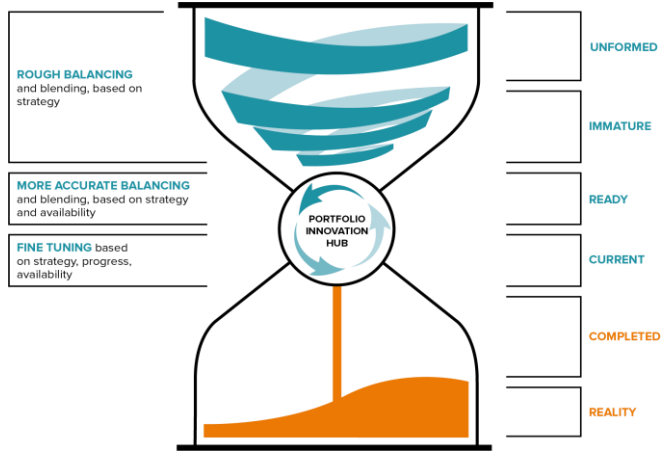 ROUGH BALANCING
and blending, based on
strategy
MORE ACCURATE BALANCING
and blending, based on strategy
and availability
FINE TUNING based
on strategy, progress,
availability
PORTFOLIO
INNOVATION
HUB
UNFORMED
IMMATURE
READY
CURRENT
COMPLETED
REALITY